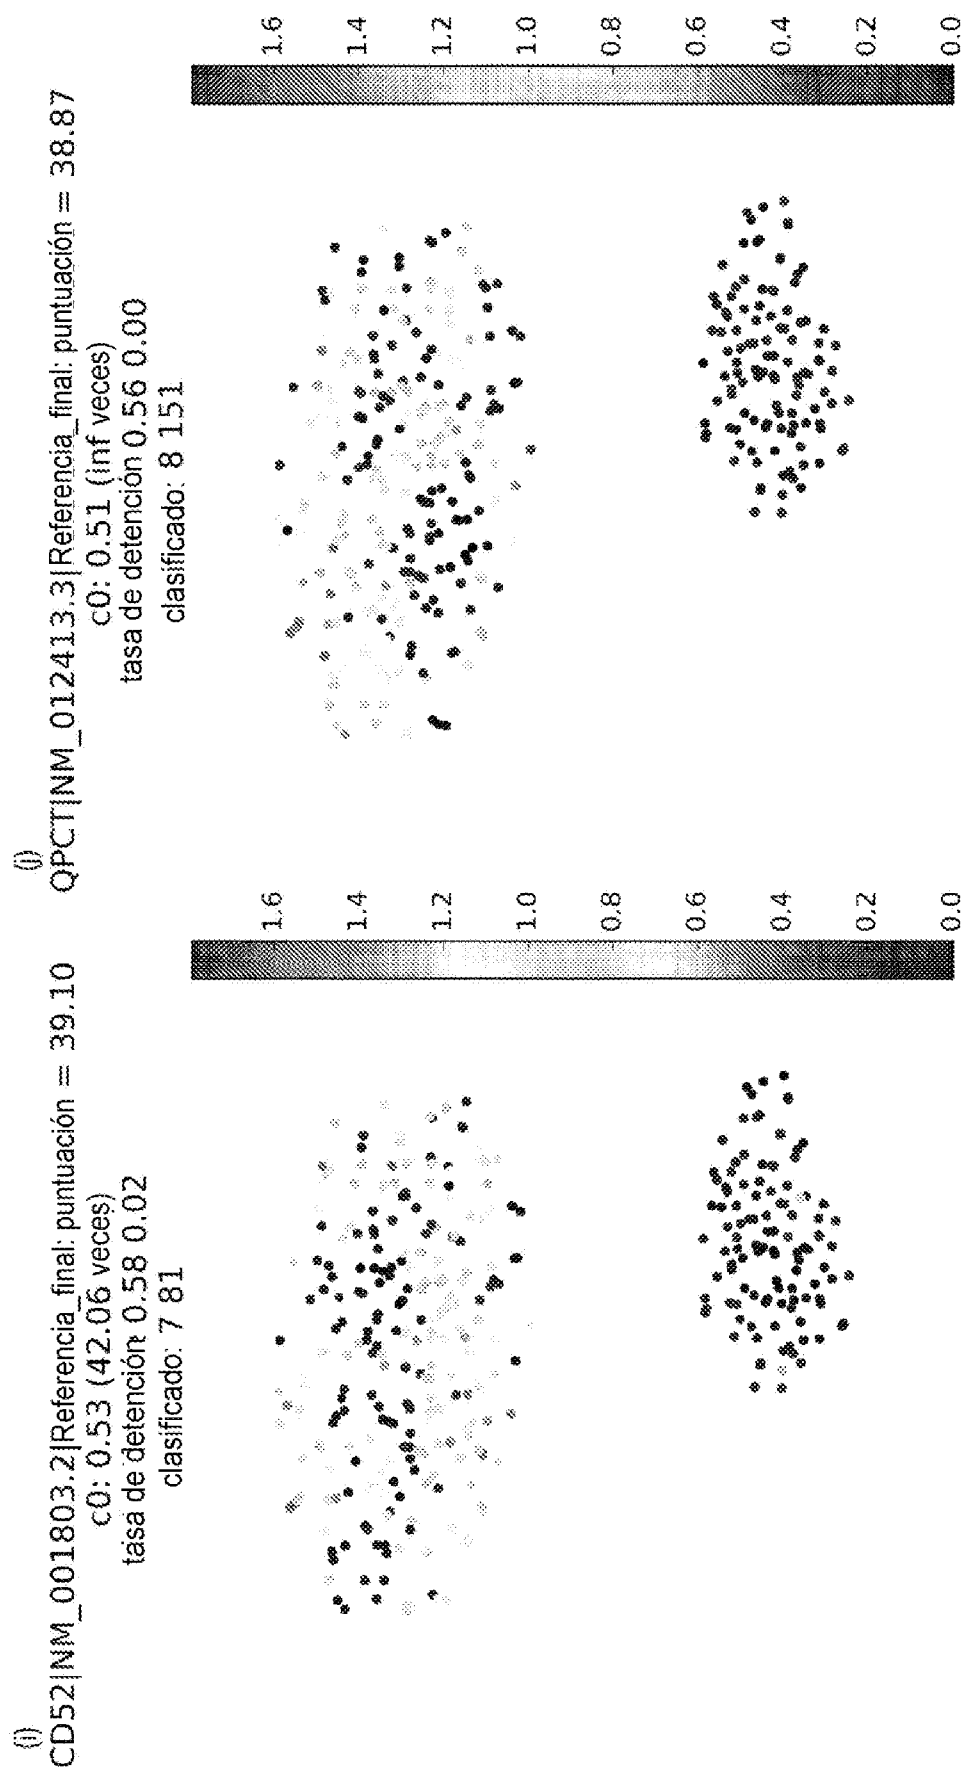 (i)
CD52|NM_001803.2|Referencia_final: puntuación = 39.10
c0: 0.53 (42.06 veces)
tasa de detención 0.58 0.02
clasificado: 7 81
1.6
1.4
1.2
1.0
0.8
0.6
0.4
0.2
0.0
(j)
QPCT|NM_012413.3|Referencia_final: puntuación = 38.87
c0: 0.51 (inf veces)
tasa de detención 0.56 0.00
clasificado: 8 151
1.6
1.4
1.2
1.0
0.8
0.6
0.4
0.2
0.0